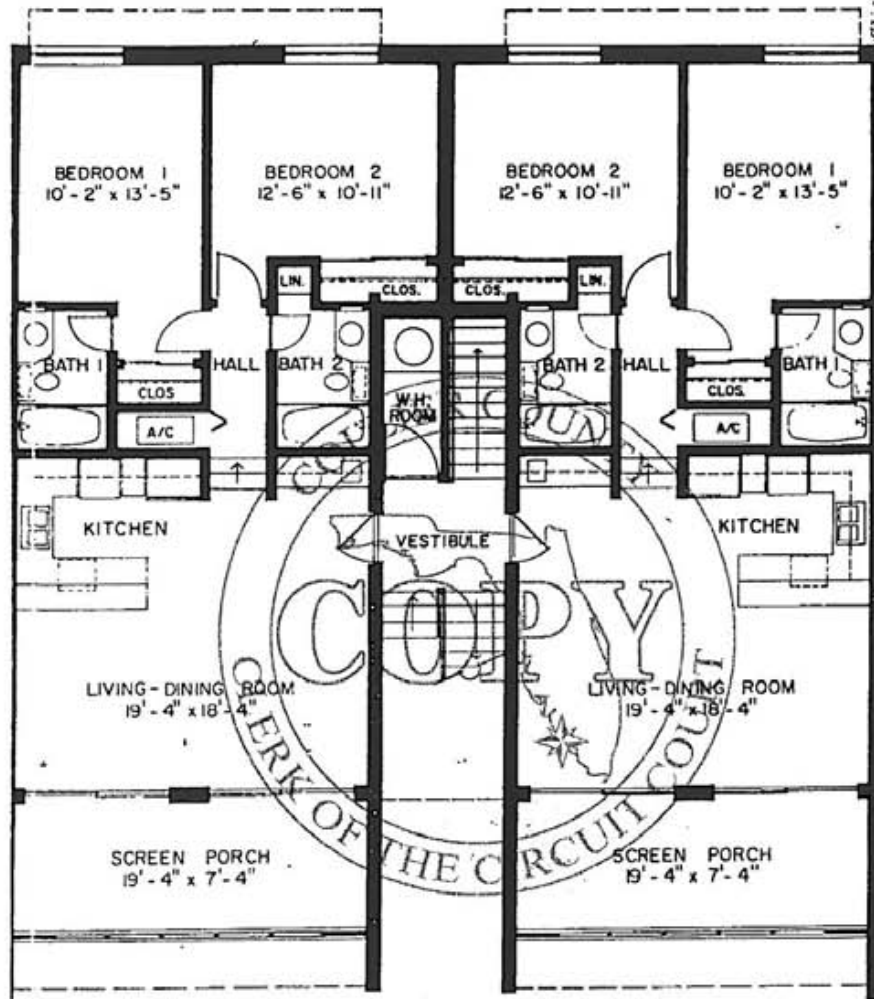 BEDROOM 1
10'-2" x 13'-5"
BEDROOM 2
12'-6" x 10'-11"
BEDROOM 2
12'-6" x 10'-11"
BEDROOM 1
10'-2" x 13'-5"
LIN.
CLOS.
CLOS.
LIN.
BATH 1
HALL
BATH 2
BATH 2
HALL
BATH 1
CLOS
W.H.
ROOM
CLOS.
A/C
A/C
KITCHEN
VESTIBULE
KITCHEN
COLLIER COUNTY
COPY
CLERK OF THE CIRCUIT COURT
LIVING-DINING ROOM
19'-4" x 18'-4"
LIVING-DINING ROOM
19'-4" x 18'-4"
SCREEN PORCH
19'-4" x 7'-4"
SCREEN PORCH
19'-4" x 7'-4"